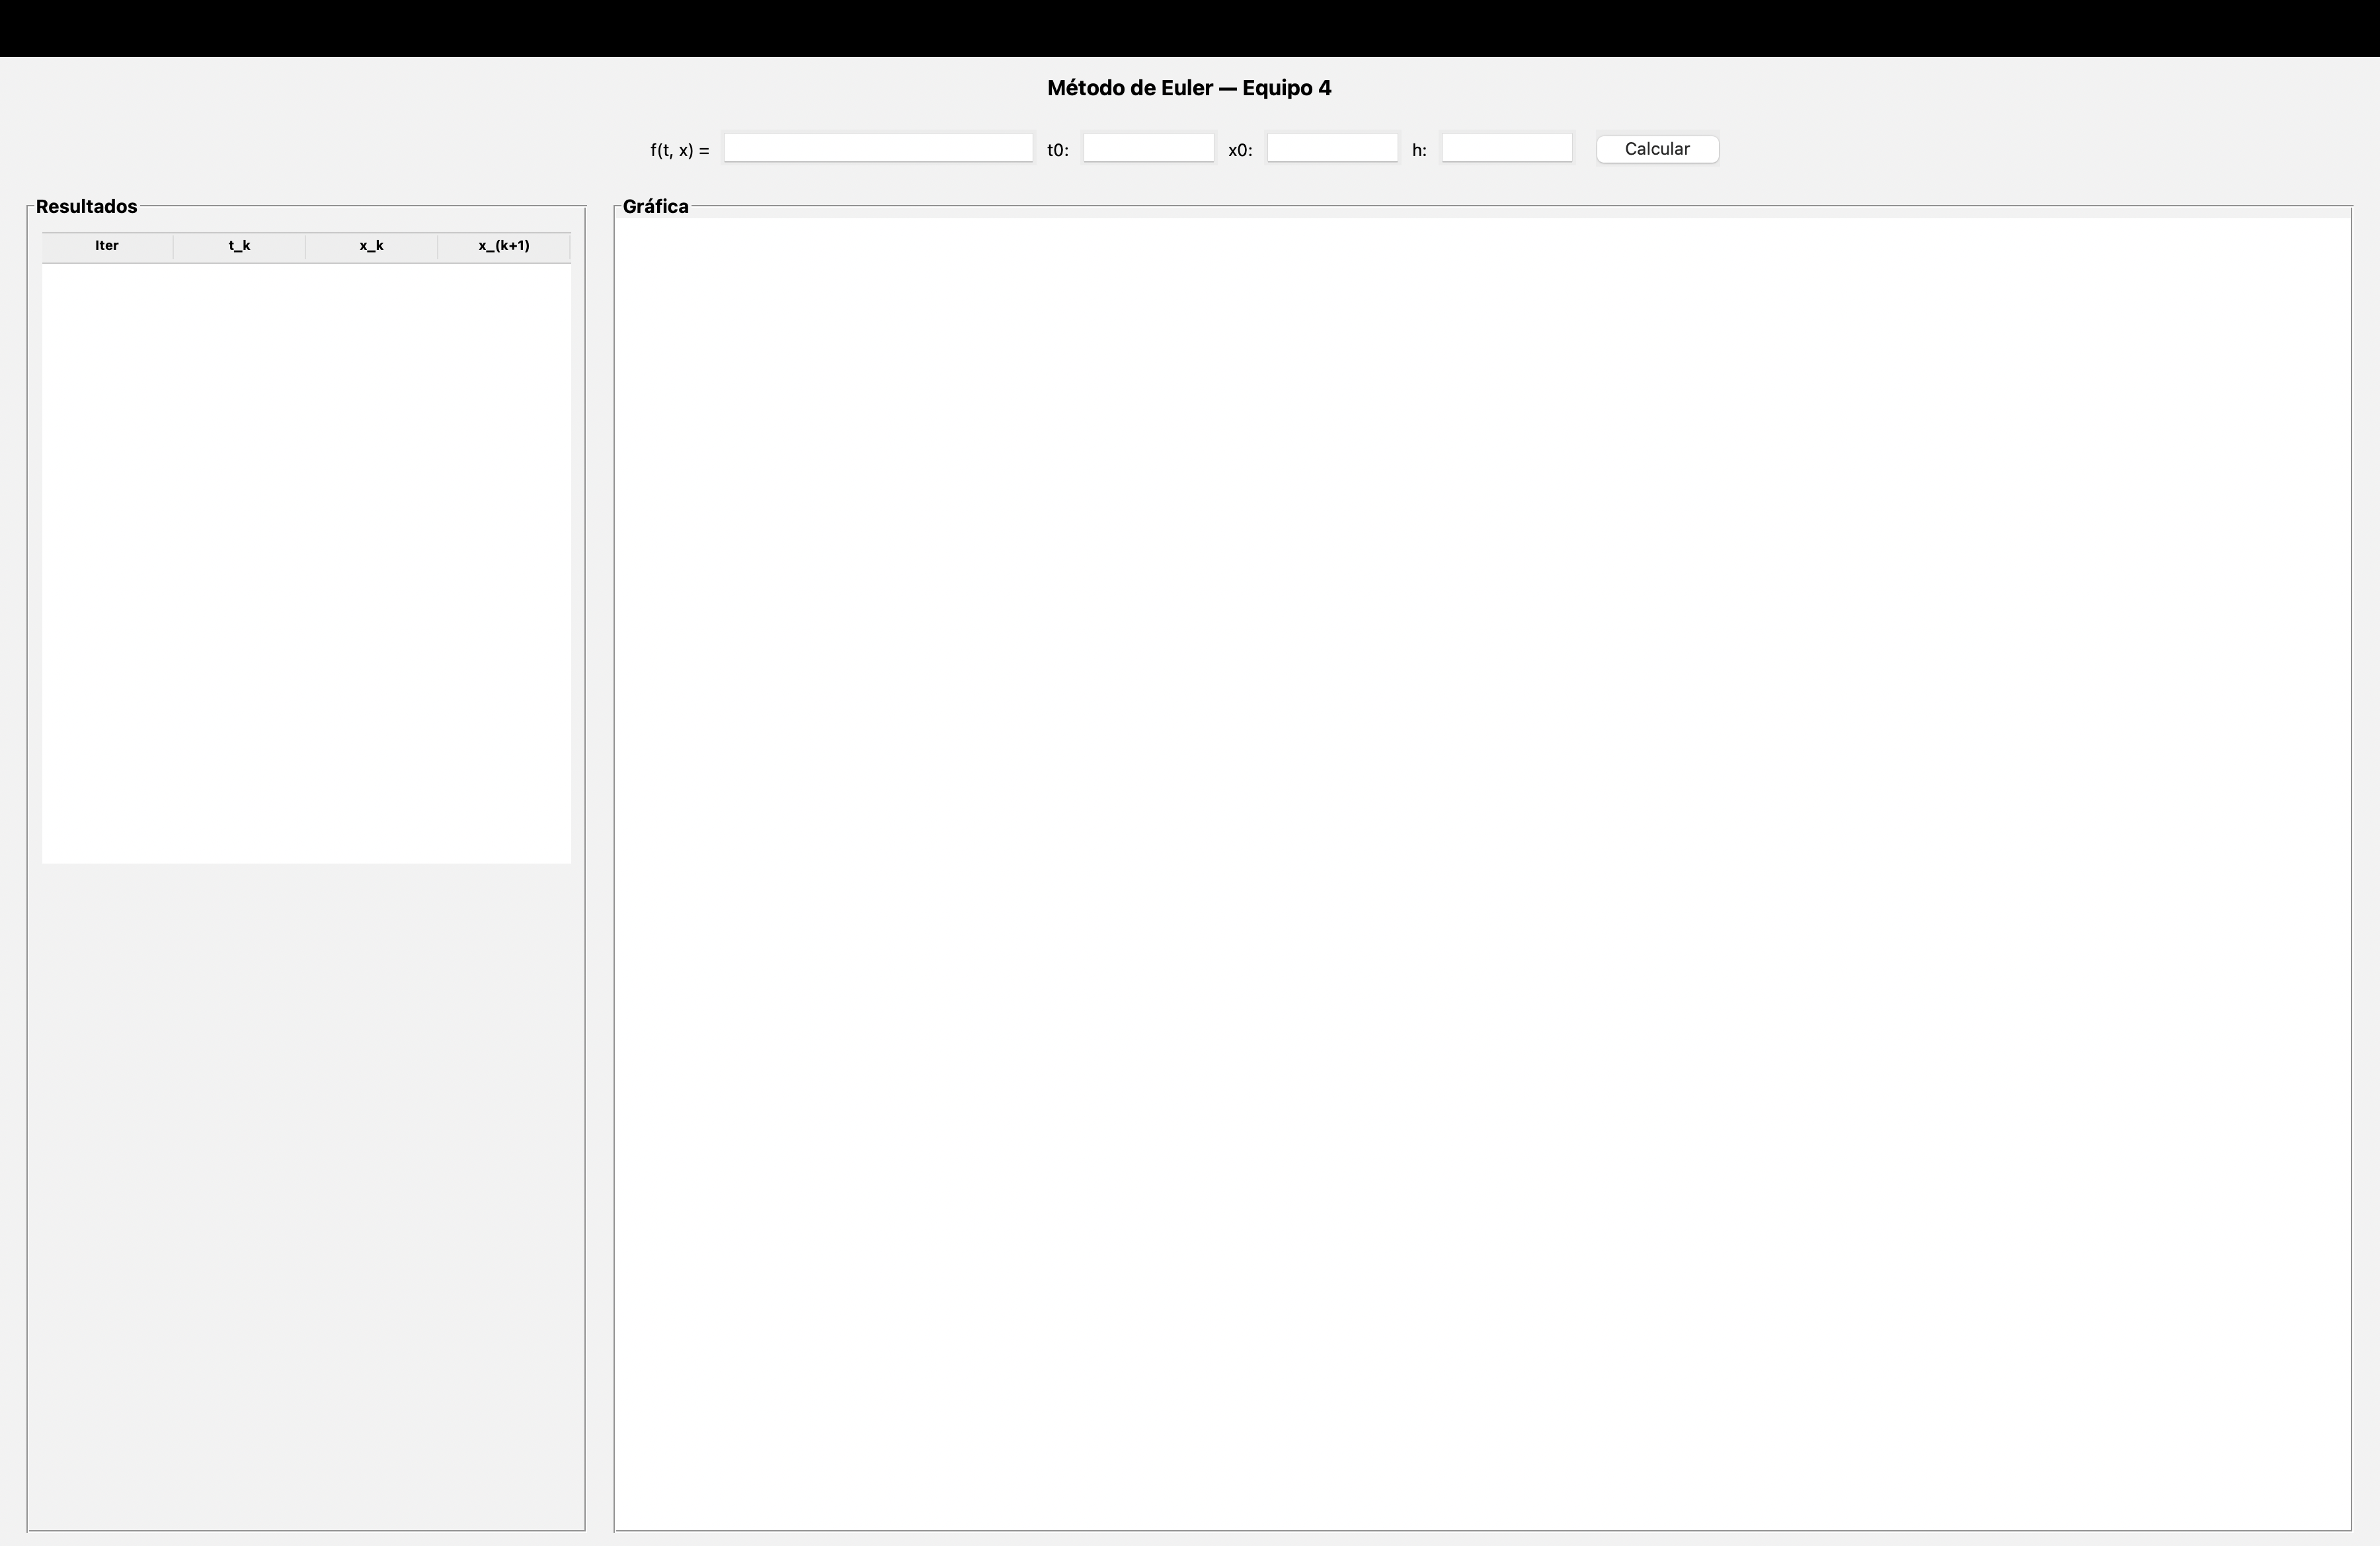 Método de Euler — Equipo 4
f(t, x) = t0: x0: h: Calcular
Resultados
Iter t_k x_k x_(k+1)
Gráfica